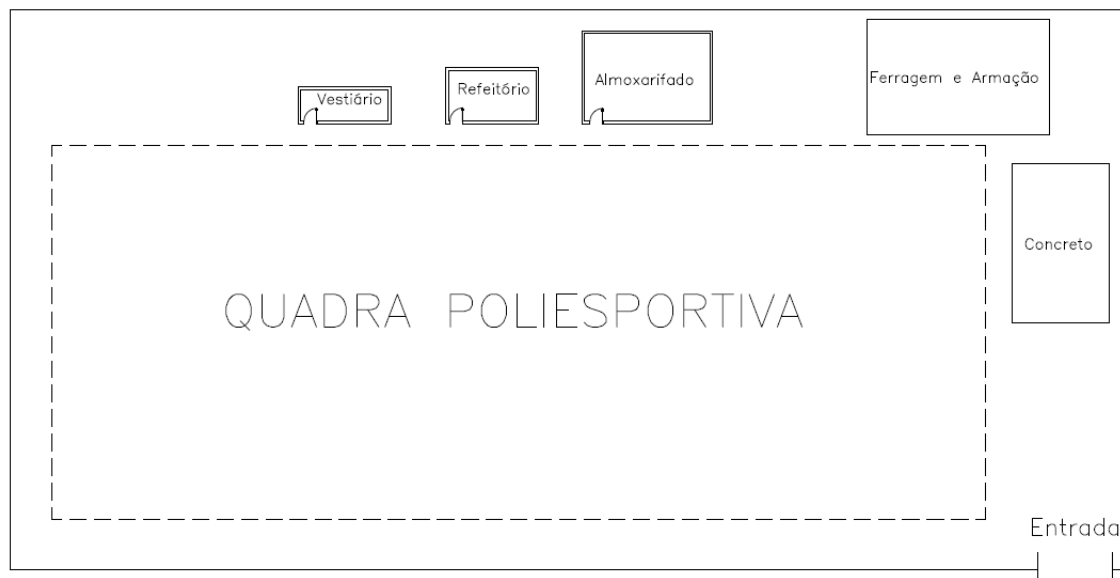 Vestiário
Refeitório
Almoxarifado
Ferragem e Armação
Concreto
QUADRA POLIESPORTIVA
Entrada